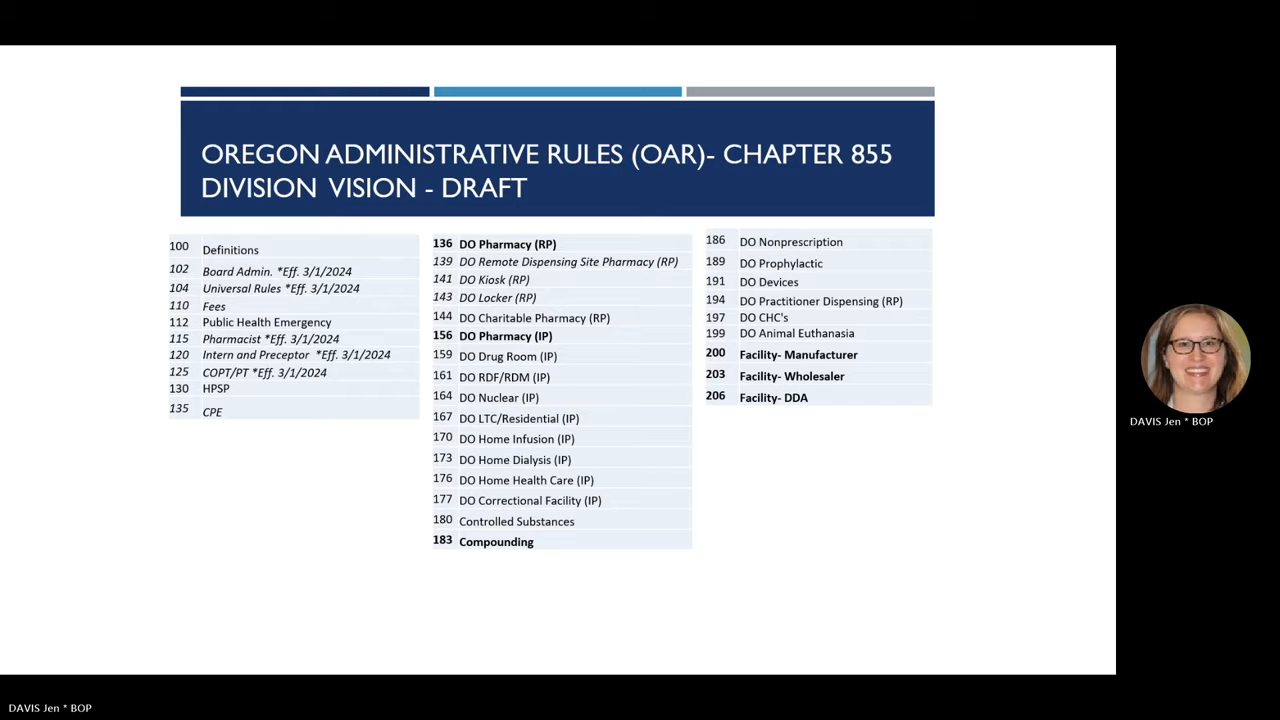 OREGON ADMINISTRATIVE RULES (OAR)- CHAPTER 855
DIVISION VISION - DRAFT
100 Definitions
102 Board Admin. *Eff. 3/1/2024
104 Universal Rules *Eff. 3/1/2024
110 Fees
112 Public Health Emergency
115 Pharmacist *Eff. 3/1/2024
120 Intern and Preceptor *Eff. 3/1/2024
125 COPT/PT *Eff. 3/1/2024
130 HPSP
135 CPE
136 DO Pharmacy (RP)
139 DO Remote Dispensing Site Pharmacy (RP)
141 DO Kiosk (RP)
143 DO Locker (RP)
144 DO Charitable Pharmacy (RP)
156 DO Pharmacy (IP)
159 DO Drug Room (IP)
161 DO RDF/RDM (IP)
164 DO Nuclear (IP)
167 DO LTC/Residential (IP)
170 DO Home Infusion (IP)
173 DO Home Dialysis (IP)
176 DO Home Health Care (IP)
177 DO Correctional Facility (IP)
180 Controlled Substances
183 Compounding
186 DO Nonprescription
189 DO Prophylactic
191 DO Devices
194 DO Practitioner Dispensing (RP)
197 DO CHC's
199 DO Animal Euthanasia
200 Facility- Manufacturer
203 Facility- Wholesaler
206 Facility- DDA
DAVIS Jen * BOP
DAVIS Jen * BOP